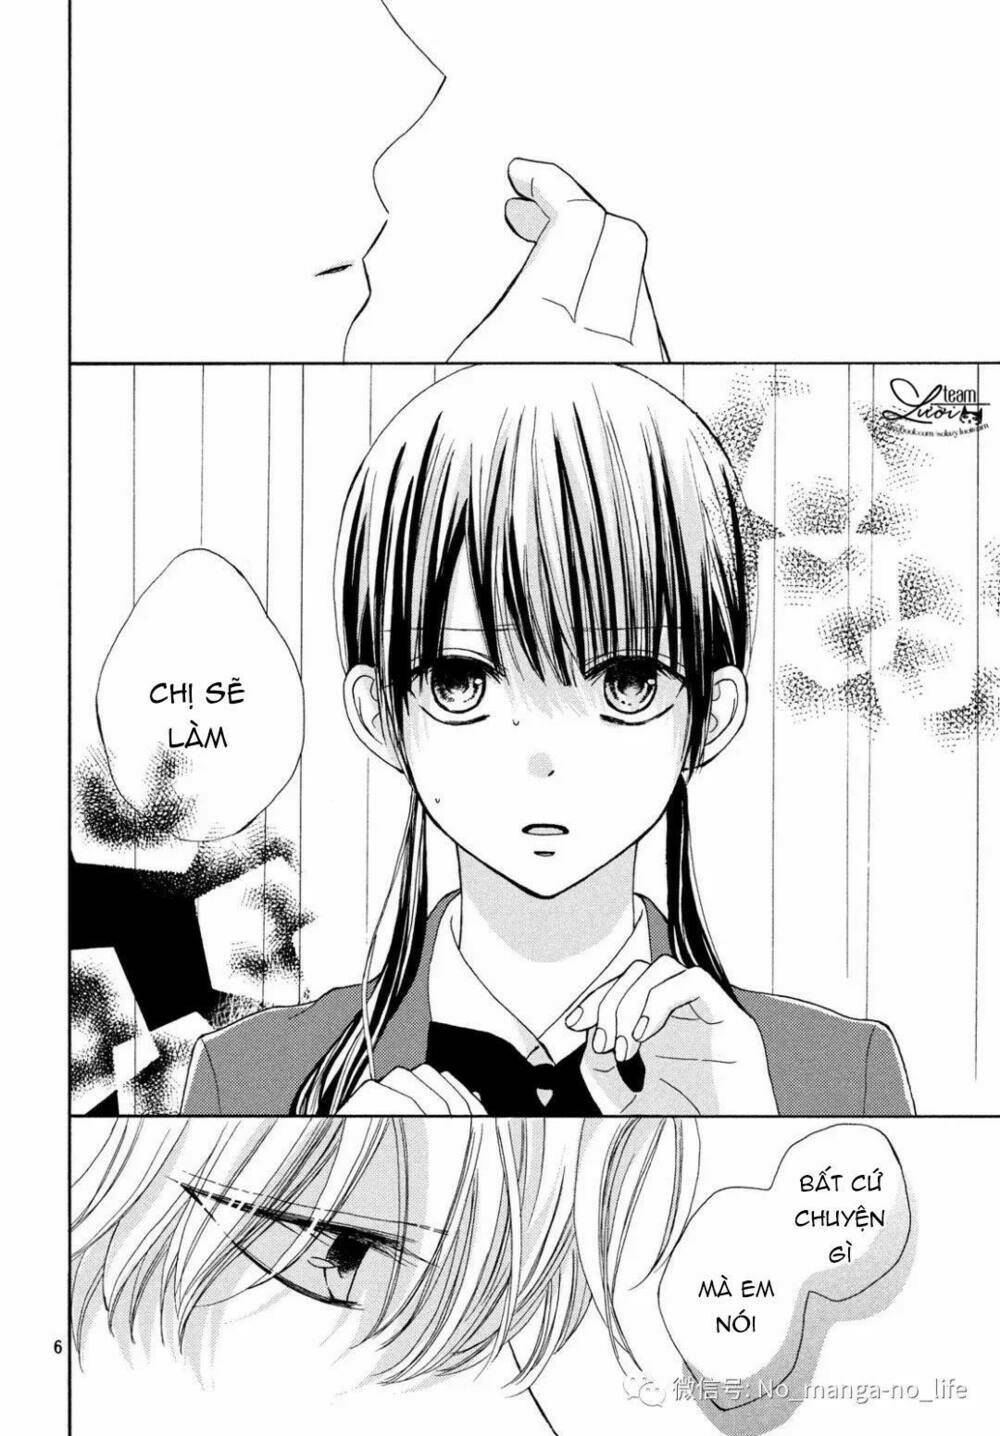 team
Lười
CHỊ SẼ
LÀM
BẤT CỨ
CHUYỆN
GÌ
MÀ EM
NÓI
6
微信号: No_manga-no_life